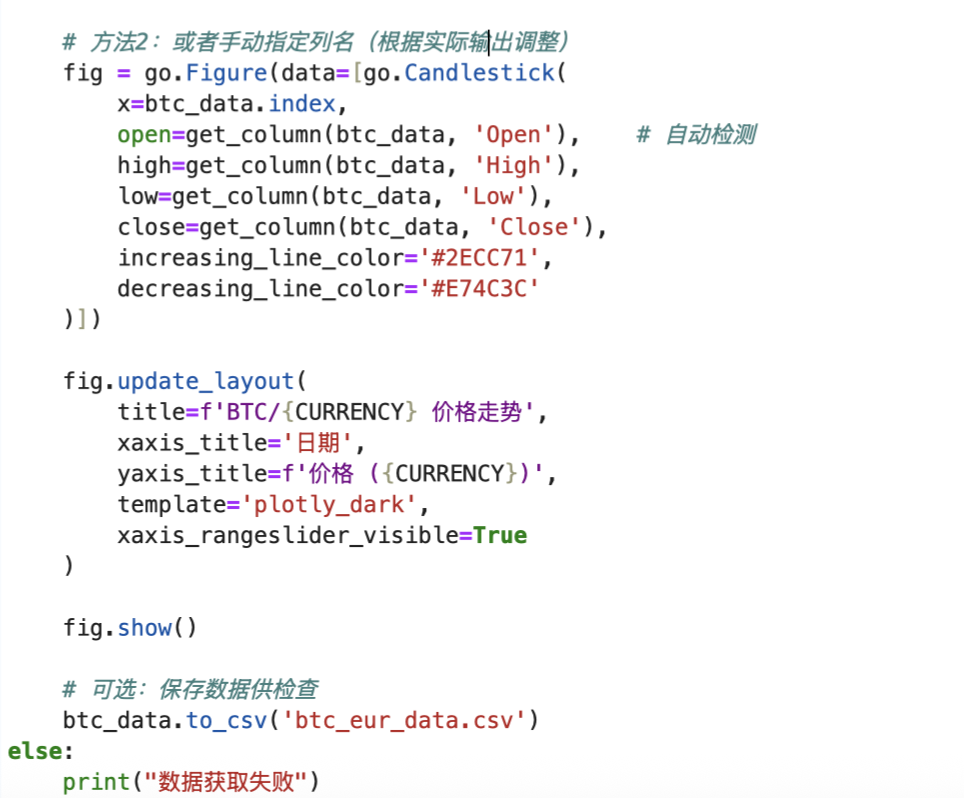 # 方法2：或者手动指定列名（根据实际输出调整）
fig = go.Figure(data=[go.Candlestick(
x=btc_data.index,
open=get_column(btc_data, 'Open'),    # 自动检测
high=get_column(btc_data, 'High'),
low=get_column(btc_data, 'Low'),
close=get_column(btc_data, 'Close'),
increasing_line_color='#2ECC71',
decreasing_line_color='#E74C3C'
)])
fig.update_layout(
title=f'BTC/{CURRENCY} 价格走势',
xaxis_title='日期',
yaxis_title=f'价格 ({CURRENCY})',
template='plotly_dark',
xaxis_rangeslider_visible=True
)
fig.show()
# 可选：保存数据供检查
btc_data.to_csv('btc_eur_data.csv')
else:
print("数据获取失败")